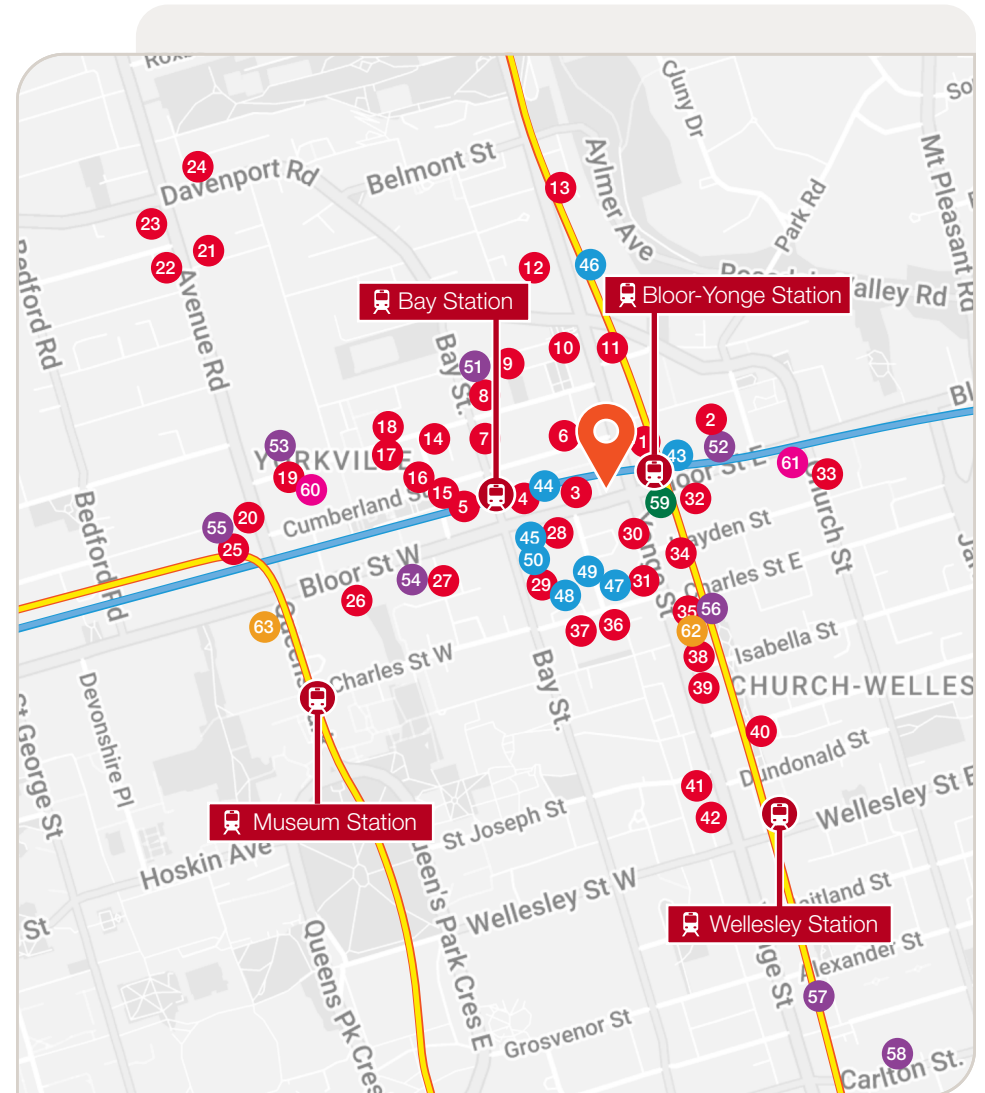 Cluny Dr
Aylmer Ave
Mt Pleasant Rd
Belmont St
Davenport Rd
24
13
Park Rd
23
21
22
12
46
Bedford Rd
Avenue Rd
Bay Station
Bloor-Yonge Station
alley Rd
Bay St.
10
11
51
9
8
2
18
14
7
6
1
53
YORKVILLE
17
43
52
19
60
16
15
5
4
44
3
61
33
59
32
Cumberland
Church St
Bedford Rd
55
20
25
Bloor St W
45
28
30
Hayden St
34
50
54
27
29
49
48
47
31
Charles St E
26
35
56
63
37
36
62
Isabella St
38
Charles St W
39
CHURCH-WELLES
Bay St.
Devonshire Pl
St George St
40
Dundonald St
41
42
Wellesley St E
Museum Station
St Joseph St
Hoskin Ave
Wellesley St W
Wellesley Station
aitland St
St
Queens Pk Cres
Queen's Park Cres E
Alexander St
57
Grosvenor St
58
Carlton St.